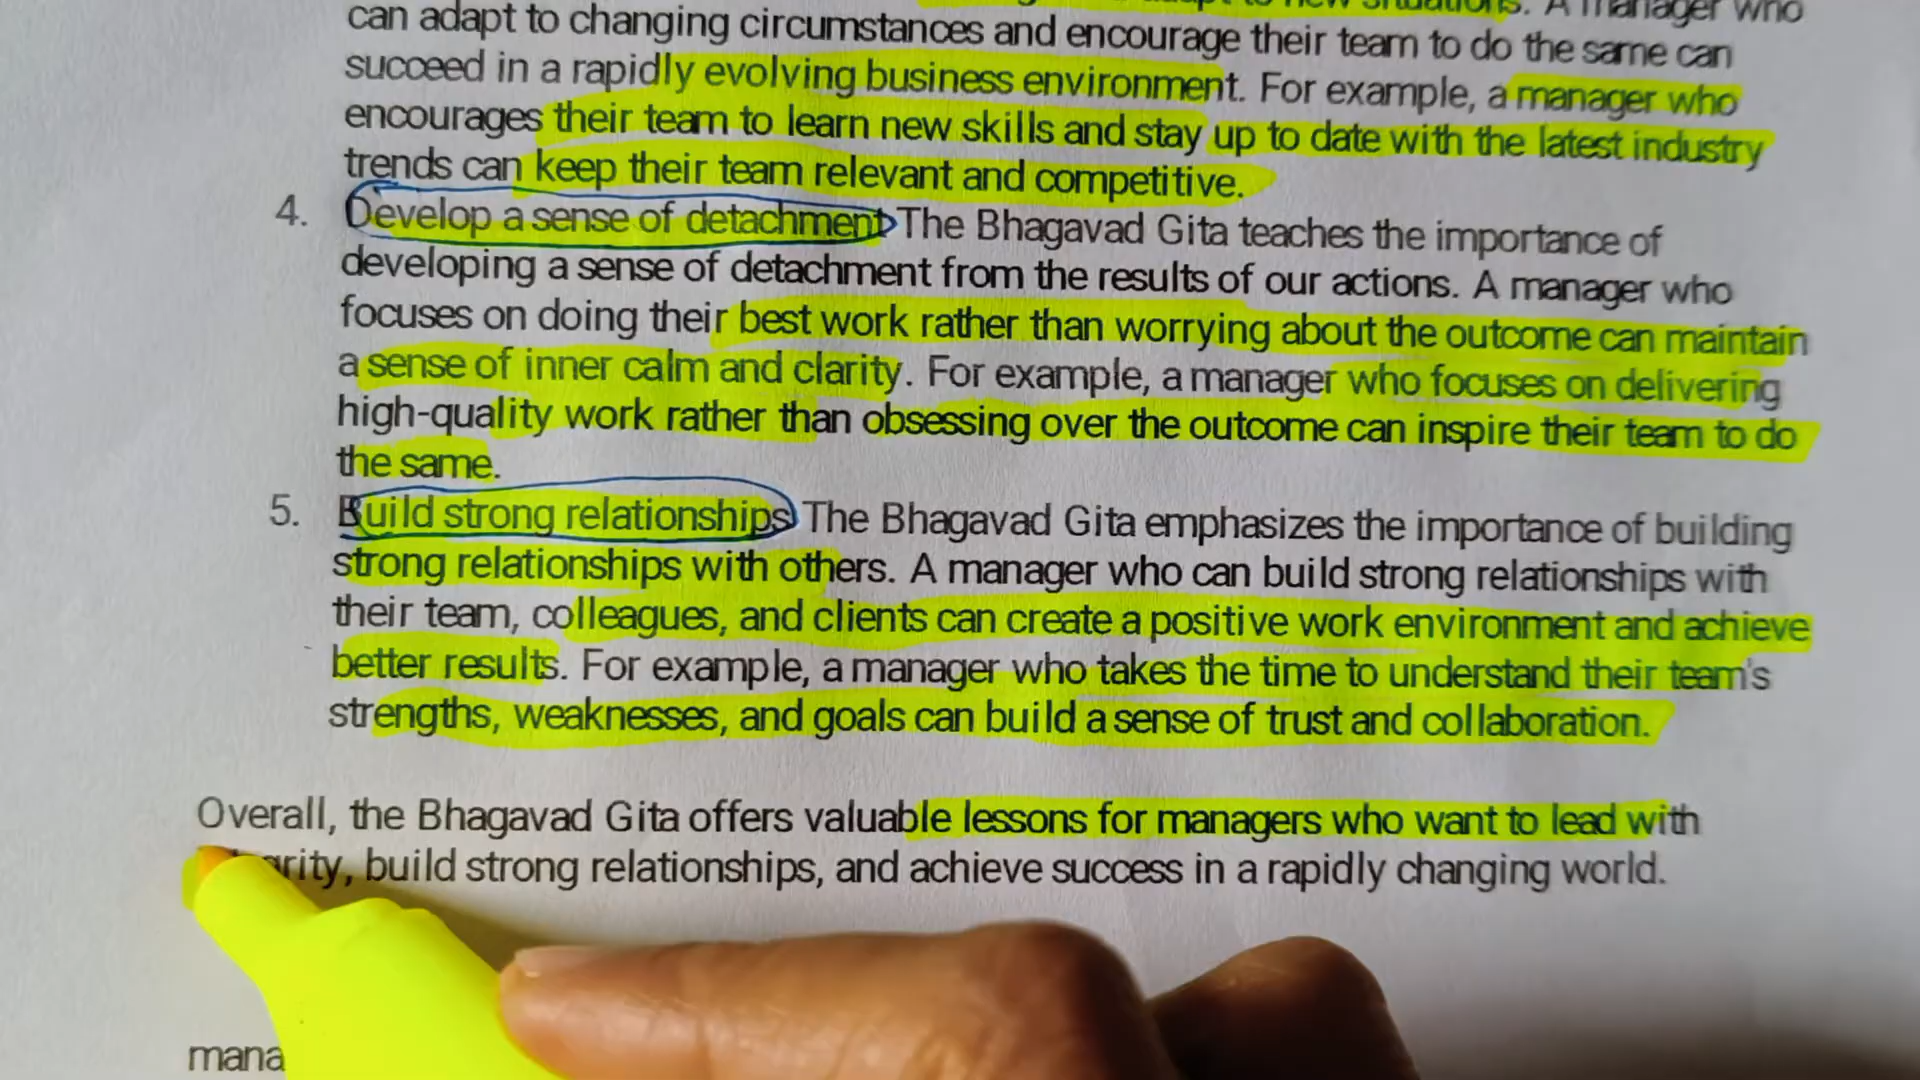 to new situations. A manager who
can adapt to changing circumstances and encourage their team to do the same can
succeed in a rapidly evolving business environment. For example, a manager who
encourages their team to learn new skills and stay up to date with the latest industry
trends can keep their team relevant and competitive.
4. Develop a sense of detachment The Bhagavad Gita teaches the importance of
developing a sense of detachment from the results of our actions. A manager who
focuses on doing their best work rather than worrying about the outcome can maintain
a sense of inner calm and clarity. For example, a manager who focuses on delivering
high-quality work rather than obsessing over the outcome can inspire their team to do
the same.
5. Build strong relationships The Bhagavad Gita emphasizes the importance of building
strong relationships with others. A manager who can build strong relationships with
their team, colleagues, and clients can create a positive work environment and achieve
better results. For example, a manager who takes the time to understand their team's
strengths, weaknesses, and goals can build a sense of trust and collaboration.
Overall, the Bhagavad Gita offers valuable lessons for managers who want to lead with
build strong relationships, and achieve success in a rapidly changing world.
mana